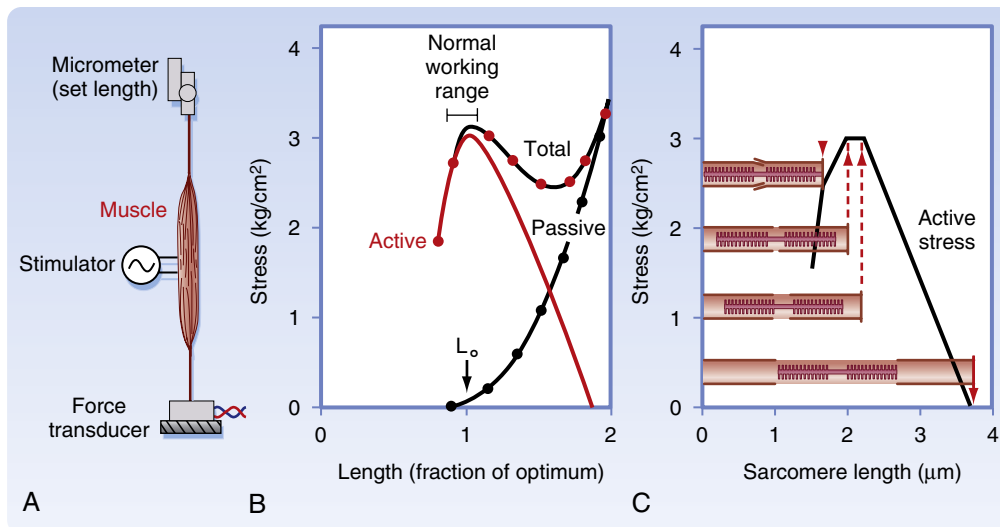 Micrometer
(set length)
Muscle
Stimulator
Force
transducer
A
Stress (kg/cm²)
4
3
2
1
0
Normal
working
range
Total
Active
Passive
Lo
0
1
2
Length (fraction of optimum)
B
Stress (kg/cm²)
4
3
2
1
0
Active
stress
0
1
2
3
4
Sarcomere length (μm)
C